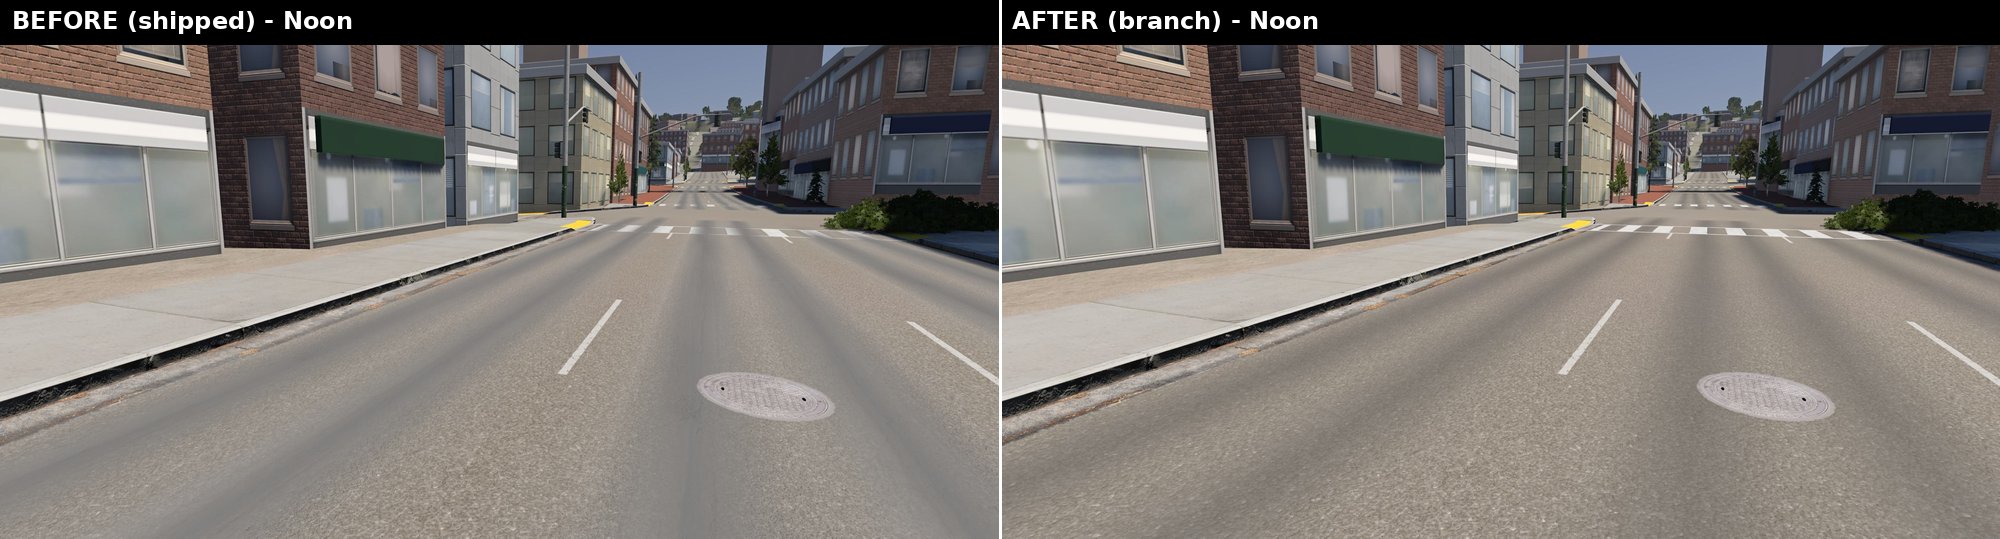 BEFORE (shipped) - Noon
AFTER (branch) - Noon